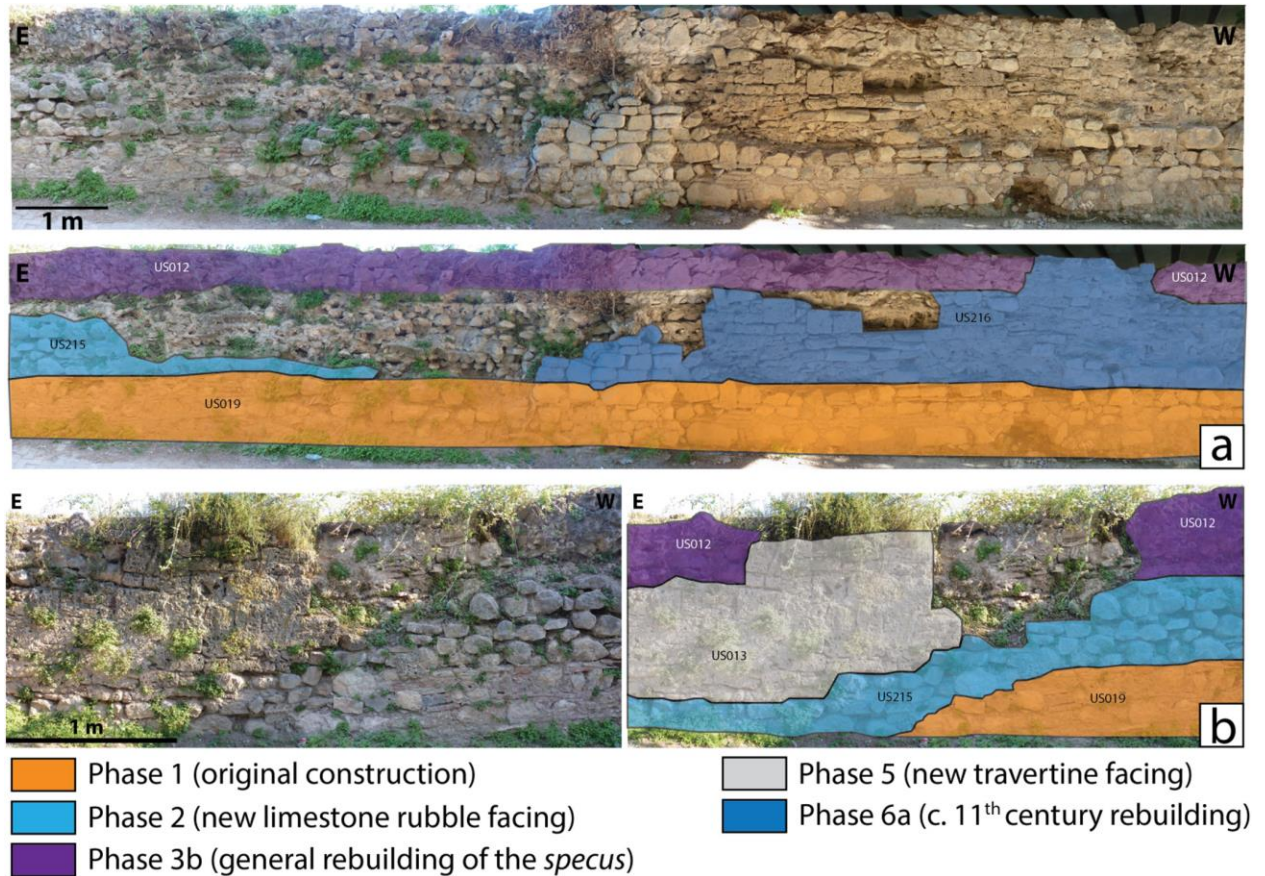 E
W
1 m
E
W
US012
US012
US215
US216
US019
a
E
W
E
W
US012
US012
US013
US215
US019
1 m
b
Phase 1 (original construction)
Phase 2 (new limestone rubble facing)
Phase 3b (general rebuilding of the specus)
Phase 5 (new travertine facing)
Phase 6a (c. 11th century rebuilding)